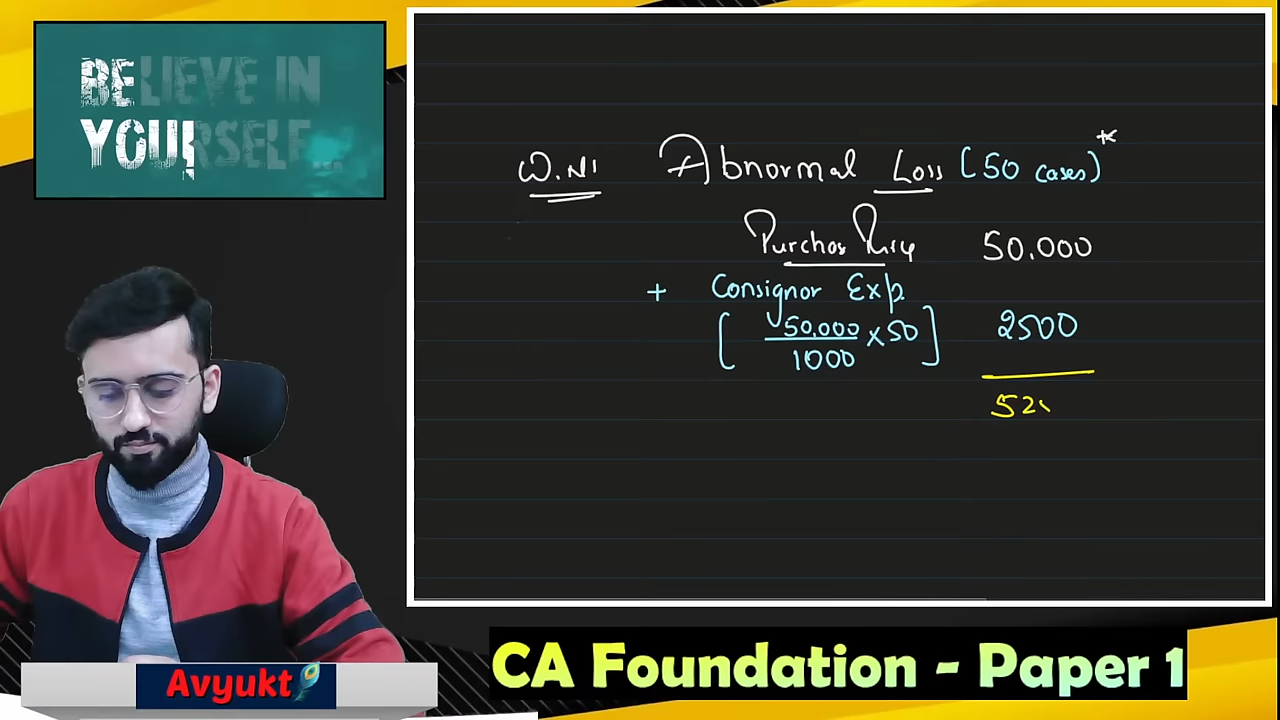 BELIEVE IN
YOURSELF...
W.N1 Abnormal Loss (50 cases)*
Purchas Price 50.000
+ Consignor Exp
[ 50.000 / 1000 × 50 ] 2500
52
Avyukt
CA Foundation - Paper 1